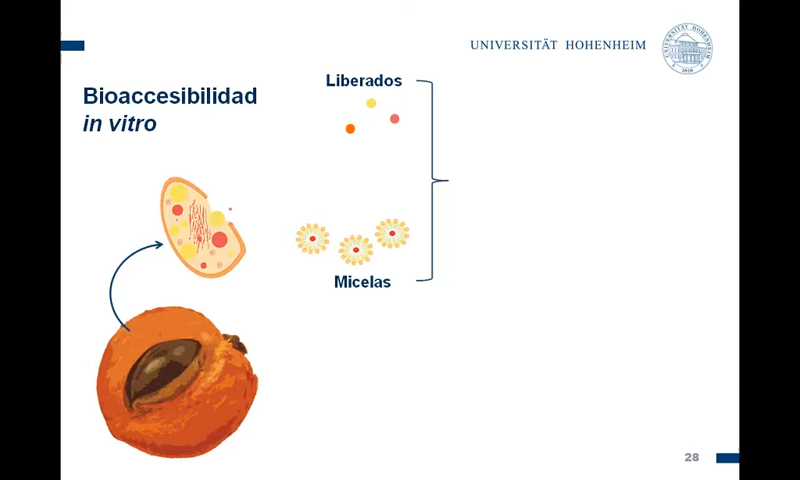 UNIVERSITÄT HOHENHEIM
Bioaccesibilidad
in vitro
Liberados
Micelas
28